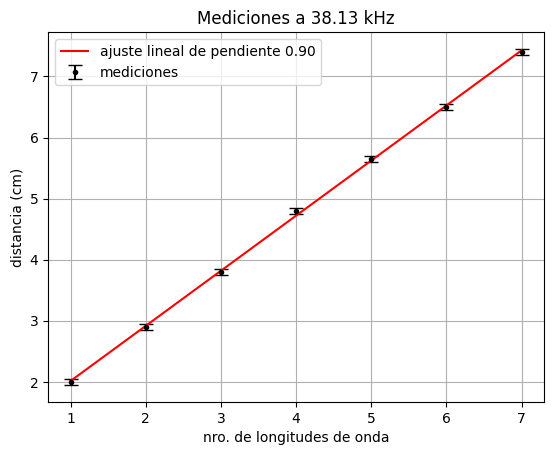 Mediciones a 38.13 kHz
ajuste lineal de pendiente 0.90
mediciones
distancia (cm)
7
6
5
4
3
2
1 2 3 4 5 6 7
nro. de longitudes de onda